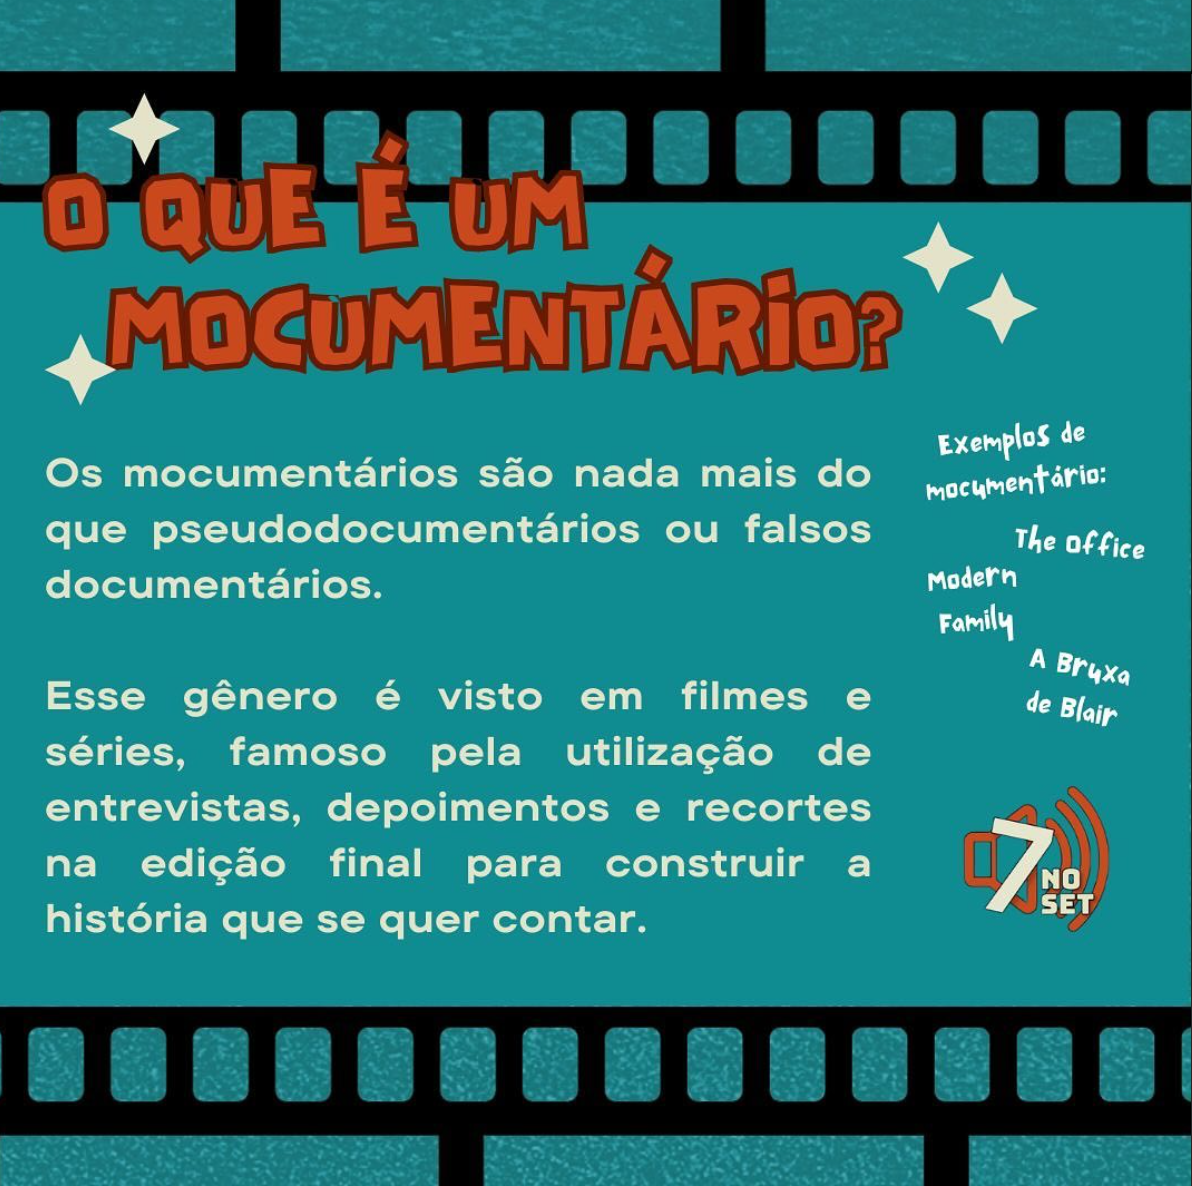 O QUE É UM
MOCUMENTÁRIO?
Os mocumentários são nada mais do
que pseudodocumentários ou falsos
documentários.
Esse gênero é visto em filmes e
séries, famoso pela utilização de
entrevistas, depoimentos e recortes
na edição final para construir a
história que se quer contar.
Exemplos de
mocumentário:
The office
Modern
Family
A Bruxa
de Blair
7 NO
SET